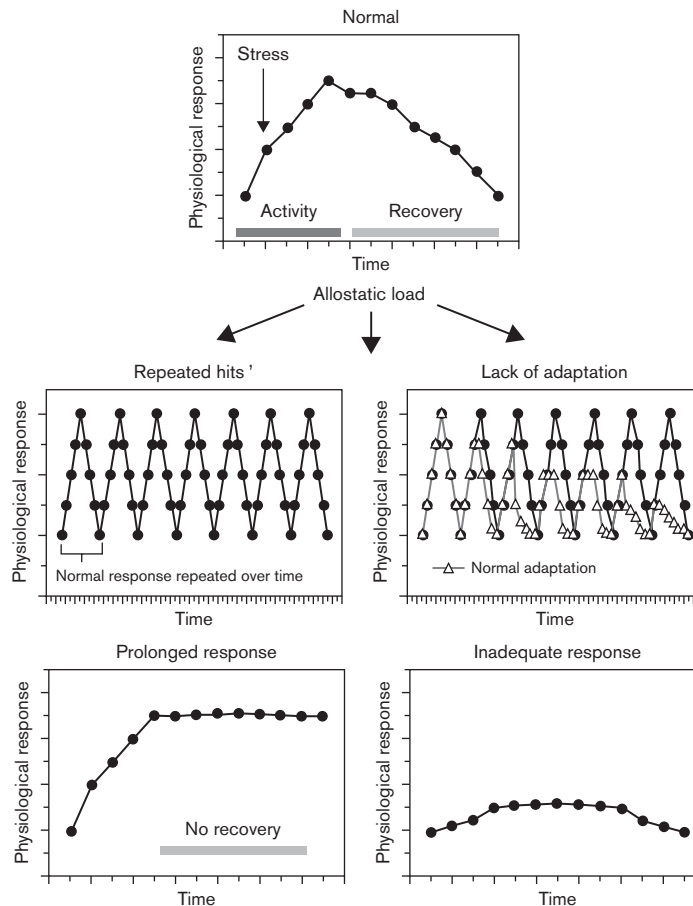 Normal
Physiological response
Stress
Activity
Recovery
Time
Allostatic load
Repeated hits '
Physiological response
Normal response repeated over time
Time
Lack of adaptation
Physiological response
Normal adaptation
Time
Prolonged response
Physiological response
No recovery
Time
Inadequate response
Physiological response
Time